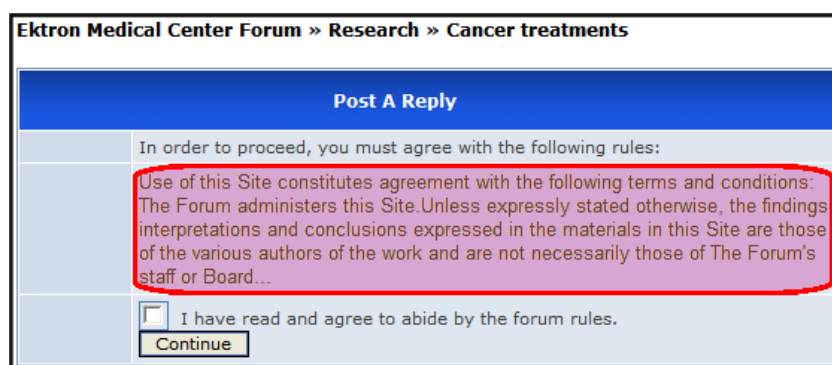 Ektron Medical Center Forum » Research » Cancer treatments
Post A Reply
In order to proceed, you must agree with the following rules:
Use of this Site constitutes agreement with the following terms and conditions:
The Forum administers this Site.Unless expressly stated otherwise, the findings
interpretations and conclusions expressed in the materials in this Site are those
of the various authors of the work and are not necessarily those of The Forum's
staff or Board...
I have read and agree to abide by the forum rules.
Continue